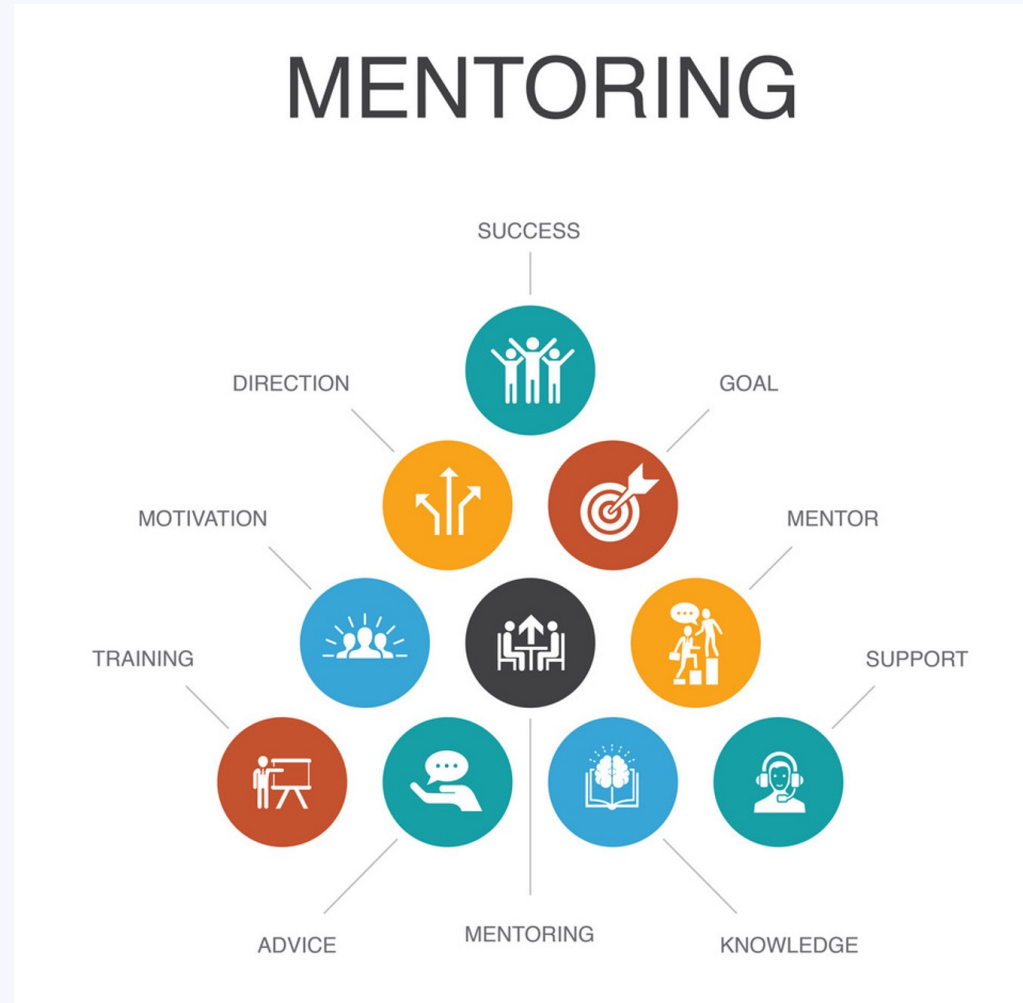 MENTORING
SUCCESS
DIRECTION
GOAL
MOTIVATION
MENTOR
TRAINING
SUPPORT
ADVICE
MENTORING
KNOWLEDGE